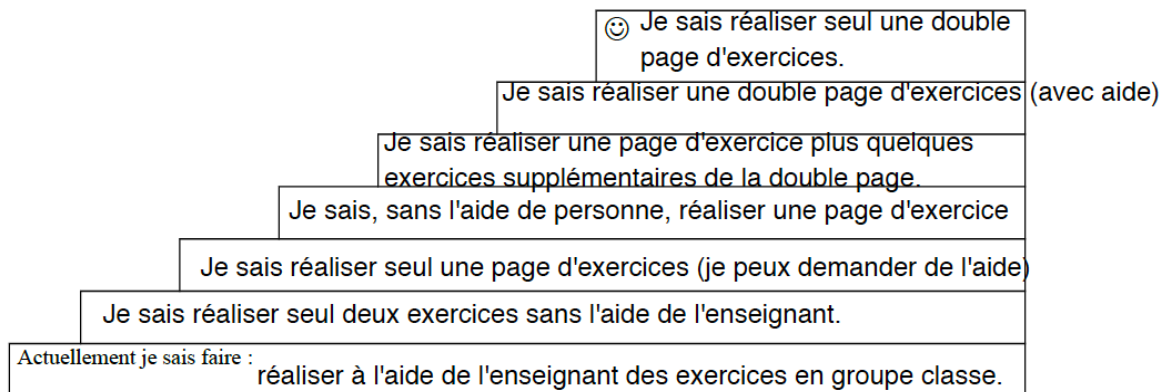 ☺ Je sais réaliser seul une double
page d'exercices.
Je sais réaliser une double page d'exercices (avec aide)
Je sais réaliser une page d'exercice plus quelques
exercices supplémentaires de la double page.
Je sais, sans l'aide de personne, réaliser une page d'exercice
Je sais réaliser seul une page d'exercices (je peux demander de l'aide)
Je sais réaliser seul deux exercices sans l'aide de l'enseignant.
Actuellement je sais faire :
réaliser à l'aide de l'enseignant des exercices en groupe classe.